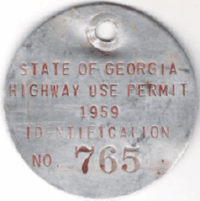 STATE OF GEORGIA
HIGHWAY USE PERMIT
1959
IDENTIFICATION
NO. 765